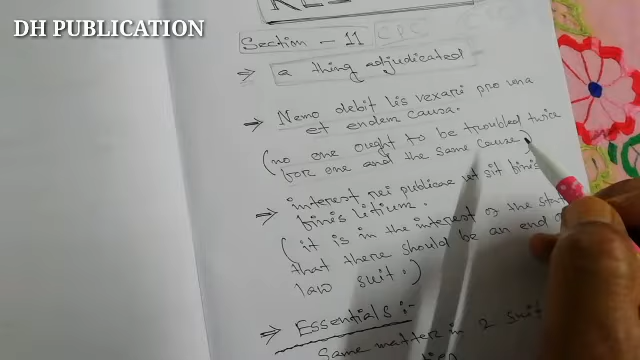 DH PUBLICATION
Section - 11 CPC
⇒ a thing adjudicated
→ Nemo debit lis vexari pro una
et endem causa.
(no one ought to be troubled twice
for one and the same cause)
⇒ interest rei publicae ut sit finis
finis litium.
(it is in the interest of the stat
that there should be an end o
law suit.)
⇒ Essentials :-
Same matter in 2 suit